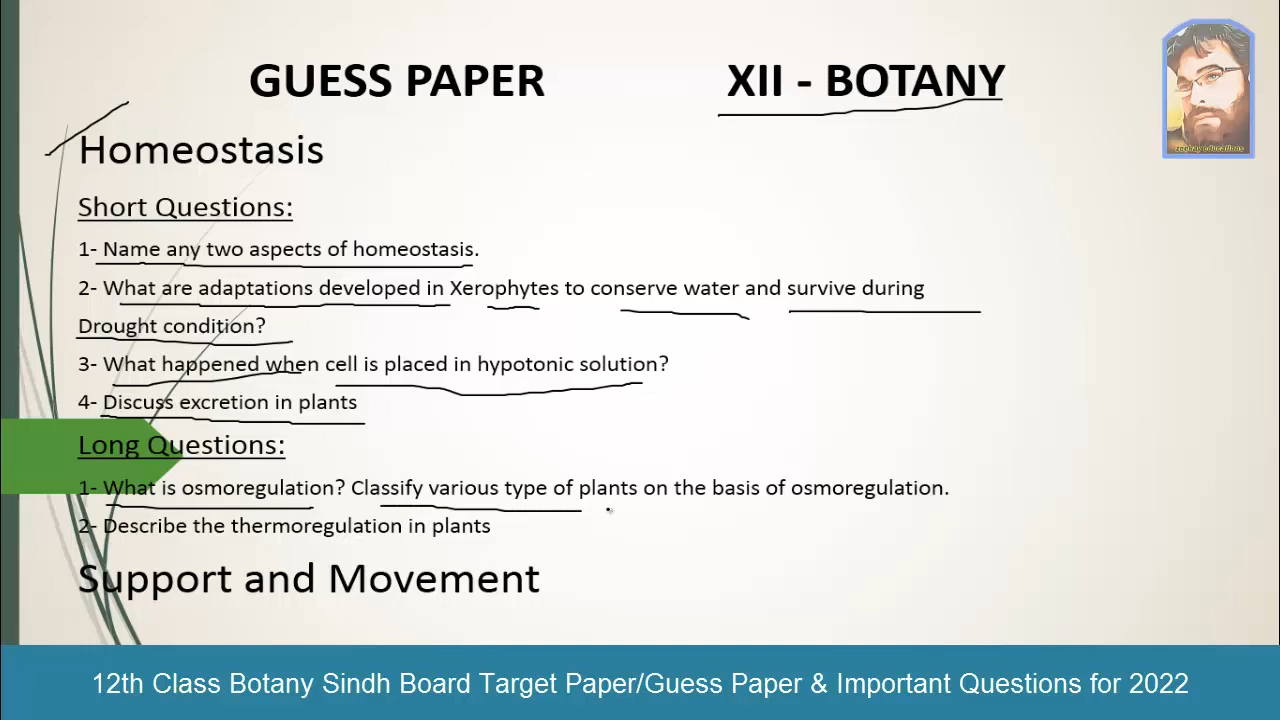 GUESS PAPER XII - BOTANY
zeekay educations
Homeostasis
Short Questions:
1- Name any two aspects of homeostasis.
2- What are adaptations developed in Xerophytes to conserve water and survive during
Drought condition?
3- What happened when cell is placed in hypotonic solution?
4- Discuss excretion in plants
Long Questions:
1- What is osmoregulation? Classify various type of plants on the basis of osmoregulation.
2- Describe the thermoregulation in plants
Support and Movement
12th Class Botany Sindh Board Target Paper/Guess Paper & Important Questions for 2022